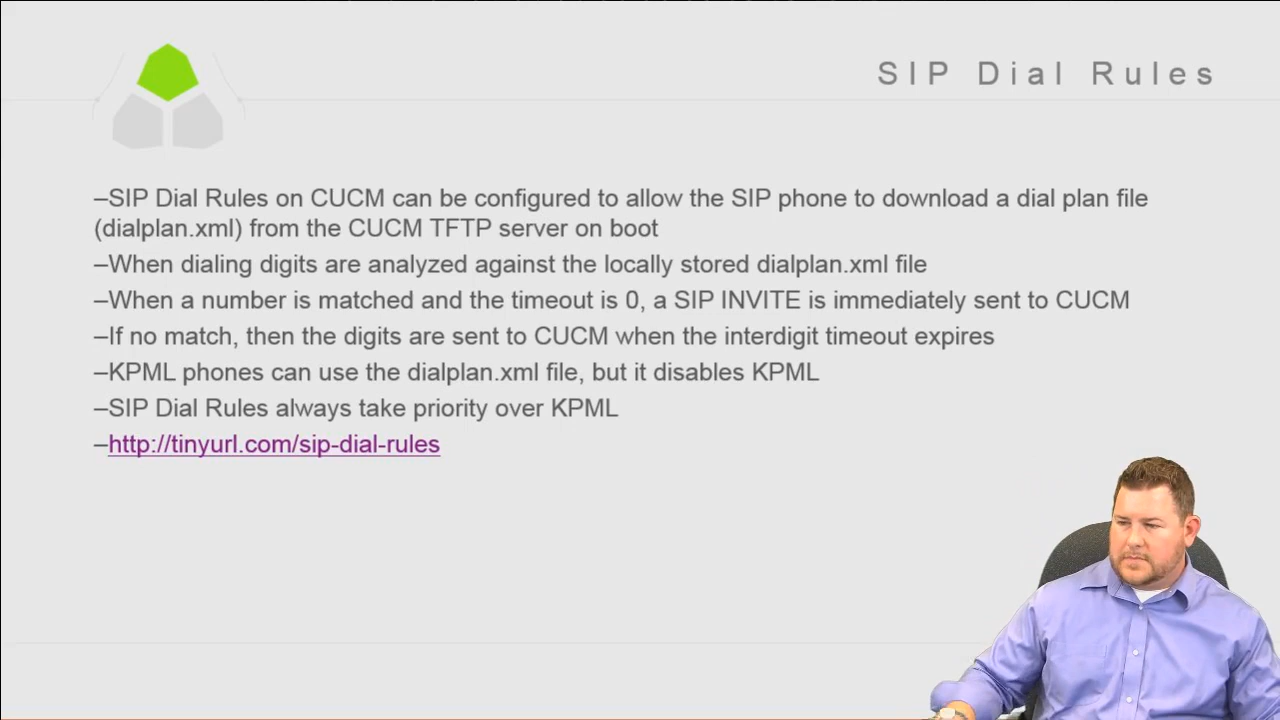 SIP Dial Rules
–SIP Dial Rules on CUCM can be configured to allow the SIP phone to download a dial plan file
(dialplan.xml) from the CUCM TFTP server on boot
–When dialing digits are analyzed against the locally stored dialplan.xml file
–When a number is matched and the timeout is 0, a SIP INVITE is immediately sent to CUCM
–If no match, then the digits are sent to CUCM when the interdigit timeout expires
–KPML phones can use the dialplan.xml file, but it disables KPML
–SIP Dial Rules always take priority over KPML
–http://tinyurl.com/sip-dial-rules